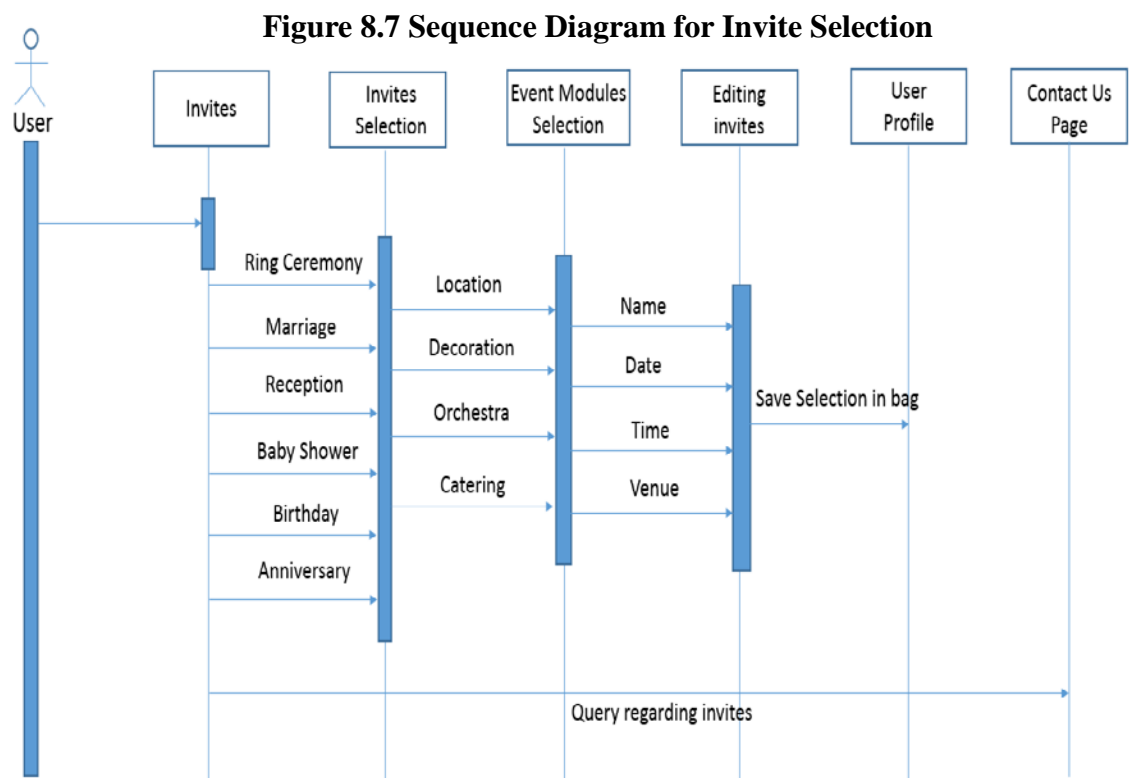 Figure 8.7 Sequence Diagram for Invite Selection
User
Invites
Invites
Selection
Event Modules
Selection
Editing
invites
User
Profile
Contact Us
Page
Ring Ceremony
Marriage
Reception
Baby Shower
Birthday
Anniversary
Location
Decoration
Orchestra
Catering
Name
Date
Time
Venue
Save Selection in bag
Query regarding invites